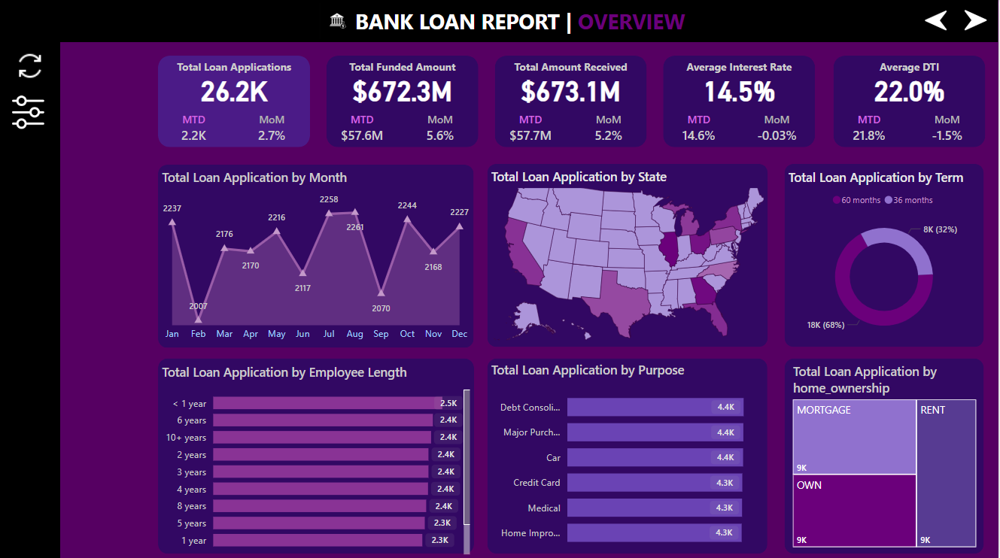 BANK LOAN REPORT | OVERVIEW
Total Loan Applications
26.2K
MTD MoM
2.2K 2.7%
Total Funded Amount
$672.3M
MTD MoM
$57.6M 5.6%
Total Amount Received
$673.1M
MTD MoM
$57.7M 5.2%
Average Interest Rate
14.5%
MTD MoM
14.6% -0.03%
Average DTI
22.0%
MTD MoM
21.8% -1.5%
Total Loan Application by Month
2237
2007
2176
2170
2216
2117
2258
2261
2070
2244
2168
2227
Jan Feb Mar Apr May Jun Jul Aug Sep Oct Nov Dec
Total Loan Application by State
Total Loan Application by Term
60 months 36 months
8K (32%)
18K (68%)
Total Loan Application by Employee Length
< 1 year 2.5K
6 years 2.4K
10+ years 2.4K
2 years 2.4K
3 years 2.4K
4 years 2.4K
8 years 2.4K
5 years 2.3K
1 year 2.3K
Total Loan Application by Purpose
Debt Consoli... 4.4K
Major Purch... 4.4K
Car 4.4K
Credit Card 4.3K
Medical 4.3K
Home Impro... 4.3K
Total Loan Application by
home_ownership
MORTGAGE
9K
OWN
9K
RENT
9K